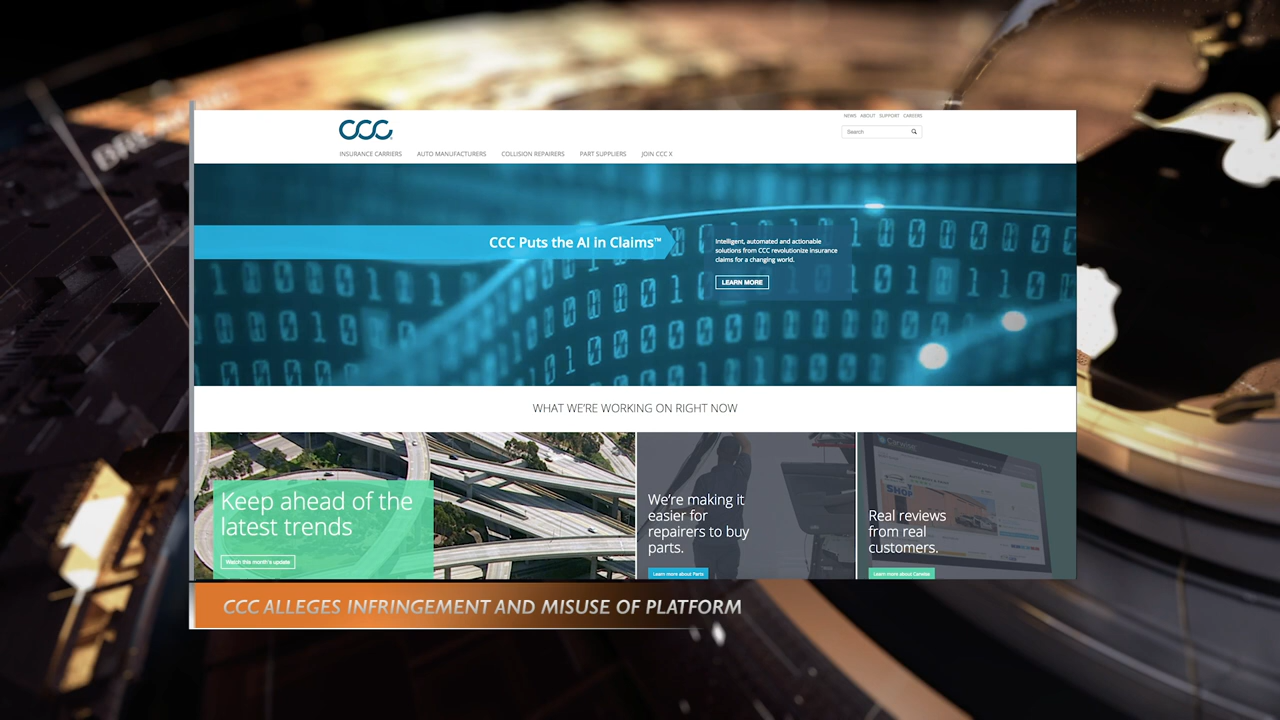 CCC
NEWS ABOUT SUPPORT CAREERS
Search
INSURANCE CARRIERS AUTO MANUFACTURERS COLLISION REPAIRERS PART SUPPLIERS JOIN CCC X
CCC Puts the AI in Claims™
Intelligent, automated and actionable
solutions from CCC revolutionize insurance
claims for a changing world.
LEARN MORE
WHAT WE'RE WORKING ON RIGHT NOW
Keep ahead of the
latest trends
Watch this month's update
We're making it
easier for
repairers to buy
parts.
Learn more about Parts
Carwise
SHOP
Real reviews
from real
customers.
Learn more about Carwise
CCC ALLEGES INFRINGEMENT AND MISUSE OF PLATFORM